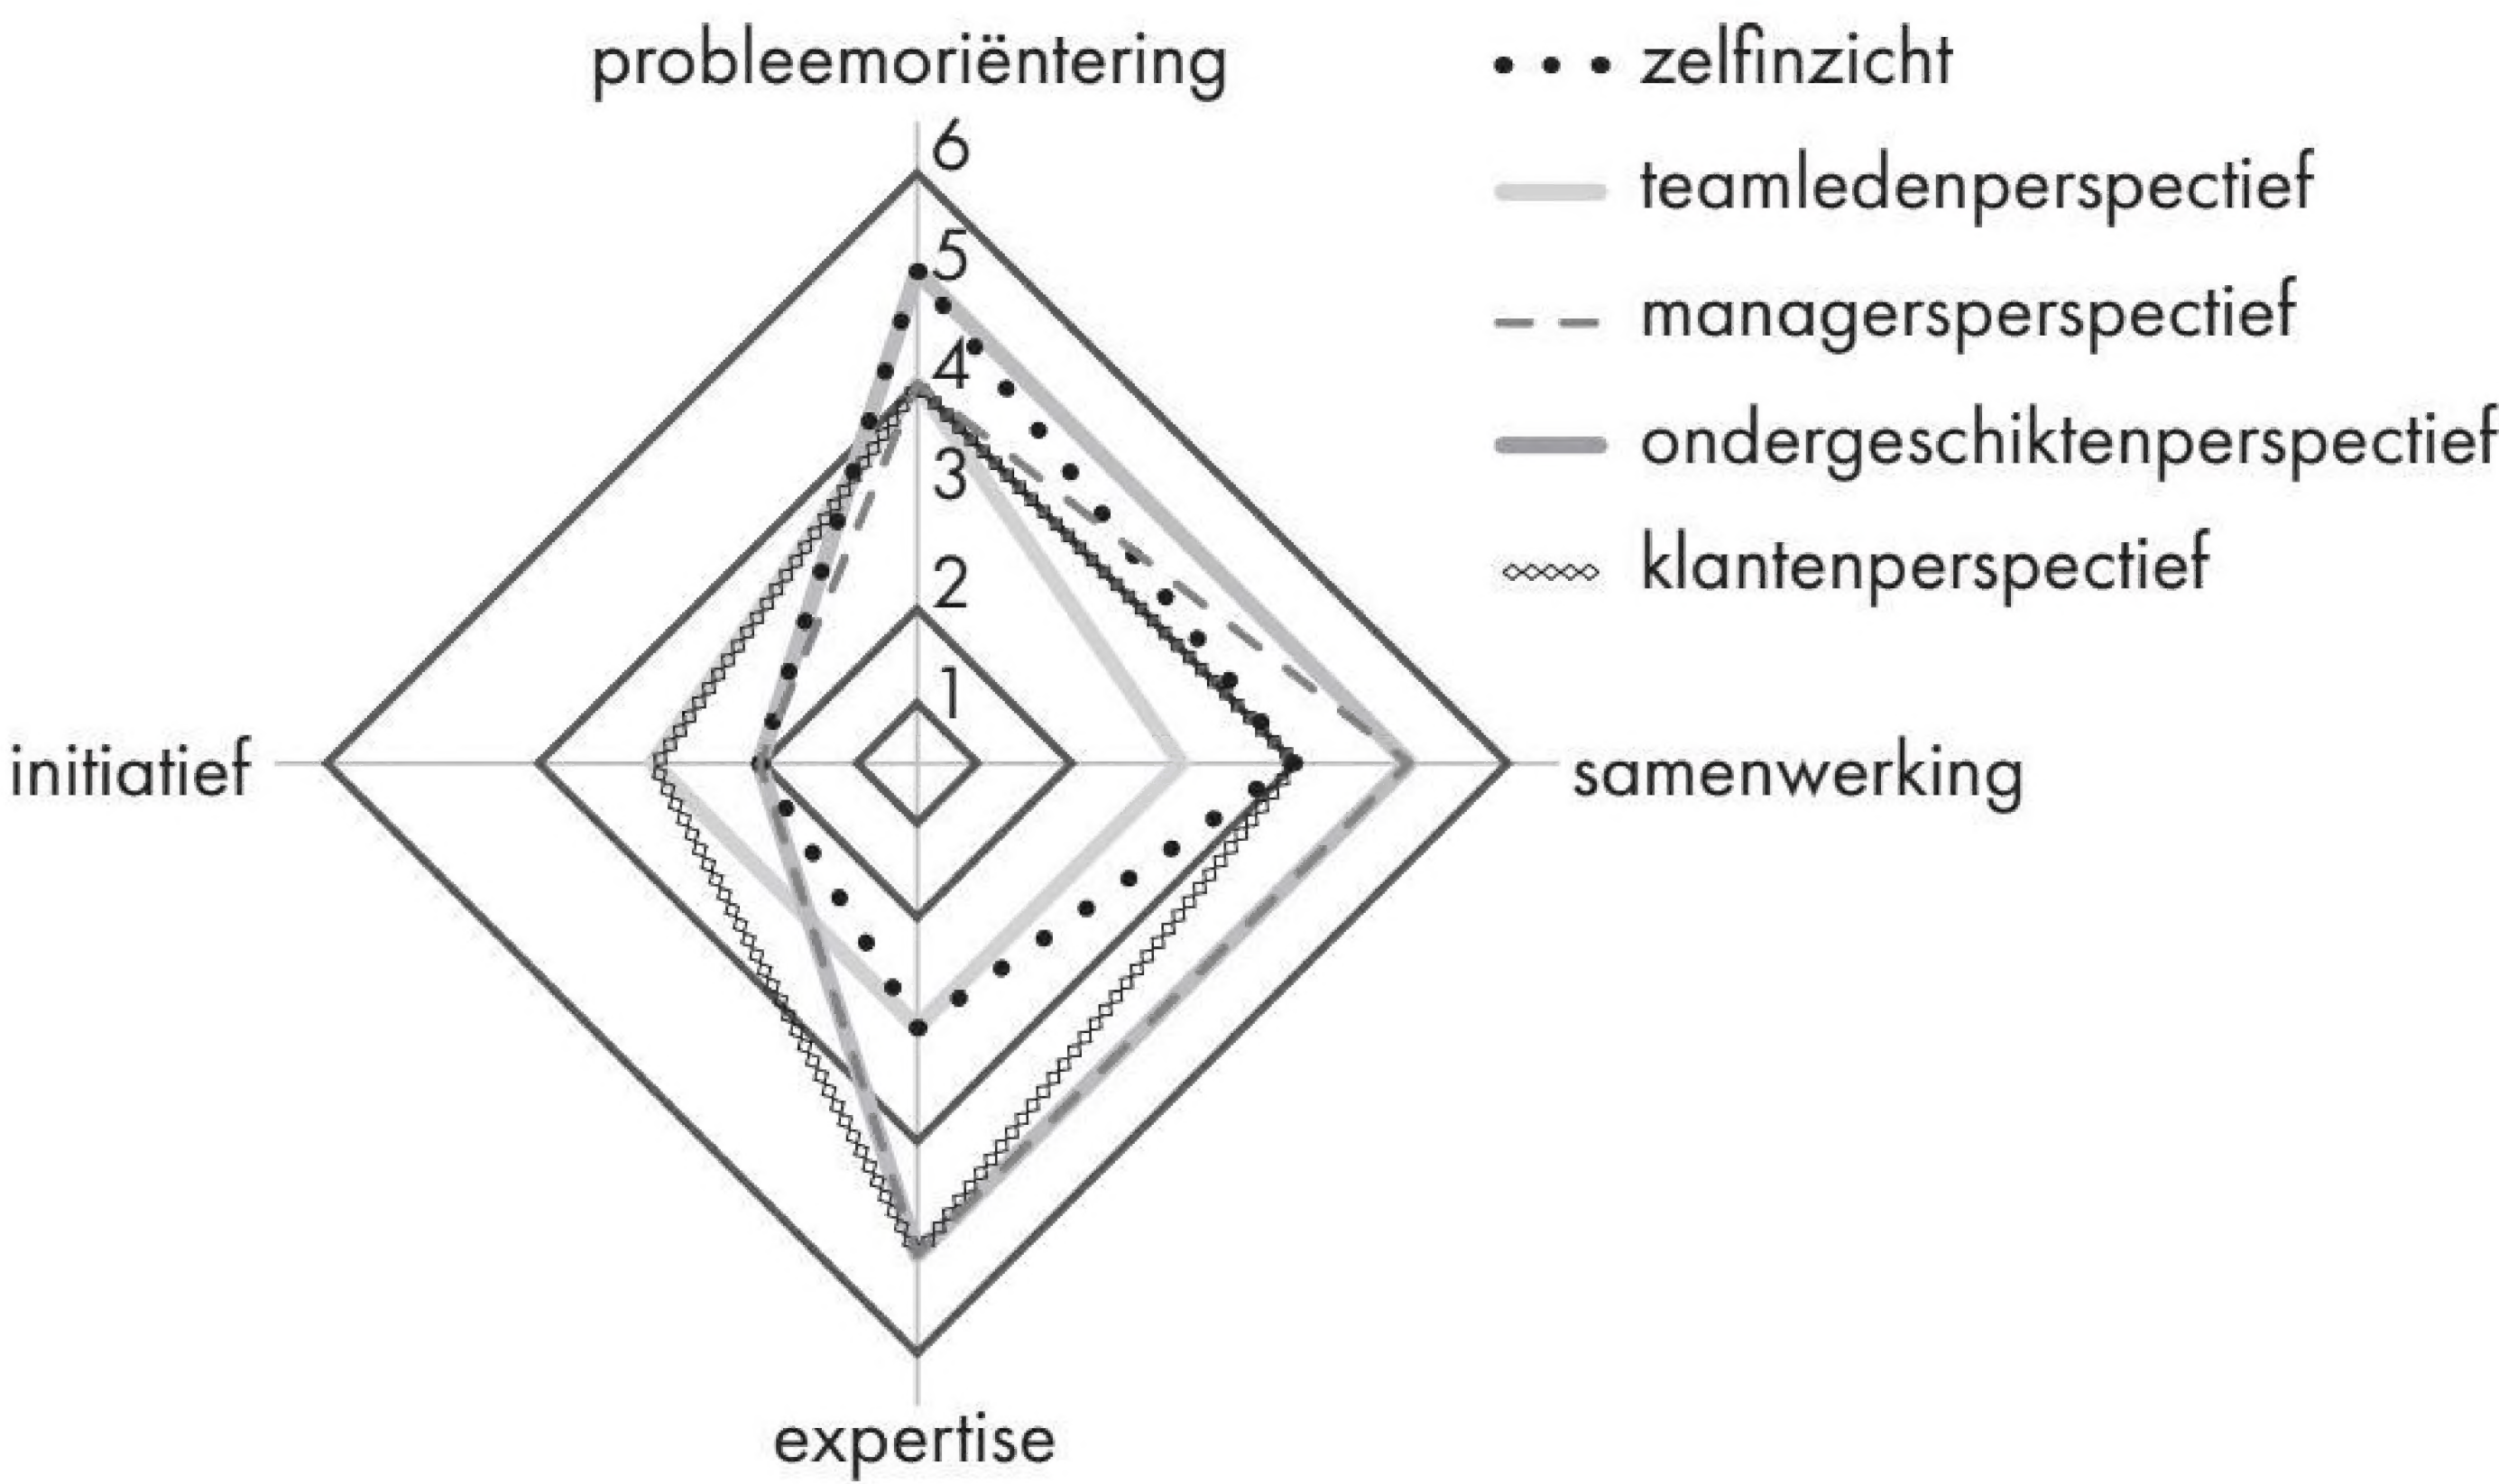 probleemoriëntering
6
5
4
3
2
1
initiatief
samenwerking
expertise
zelfinzicht
teamledenperspectief
managersperspectief
ondergeschiktenperspectief
klantenperspectief